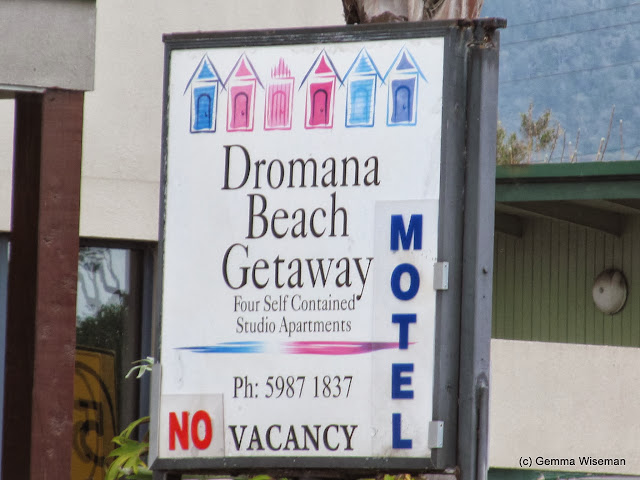 Dromana
Beach
Getaway
Four Self Contained
Studio Apartments
MOTEL
Ph: 5987 1837
NO VACANCY
(c) Gemma Wiseman